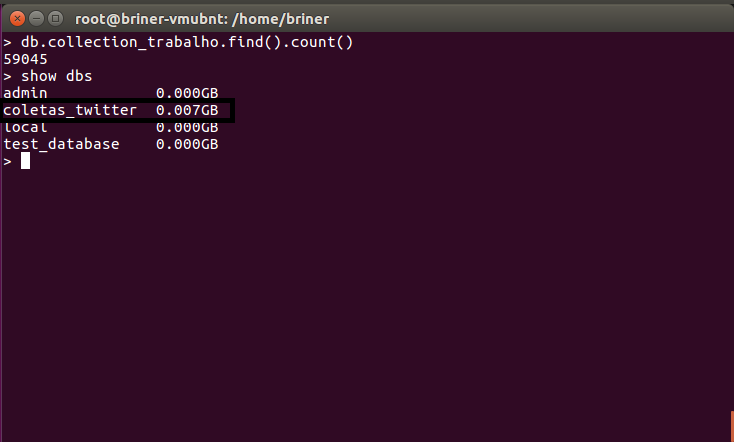 root@briner-vmubnt: /home/briner
> db.collection_trabalho.find().count()
59045
> show dbs
admin 0.000GB
coletas_twitter 0.007GB
local 0.000GB
test_database 0.000GB
>